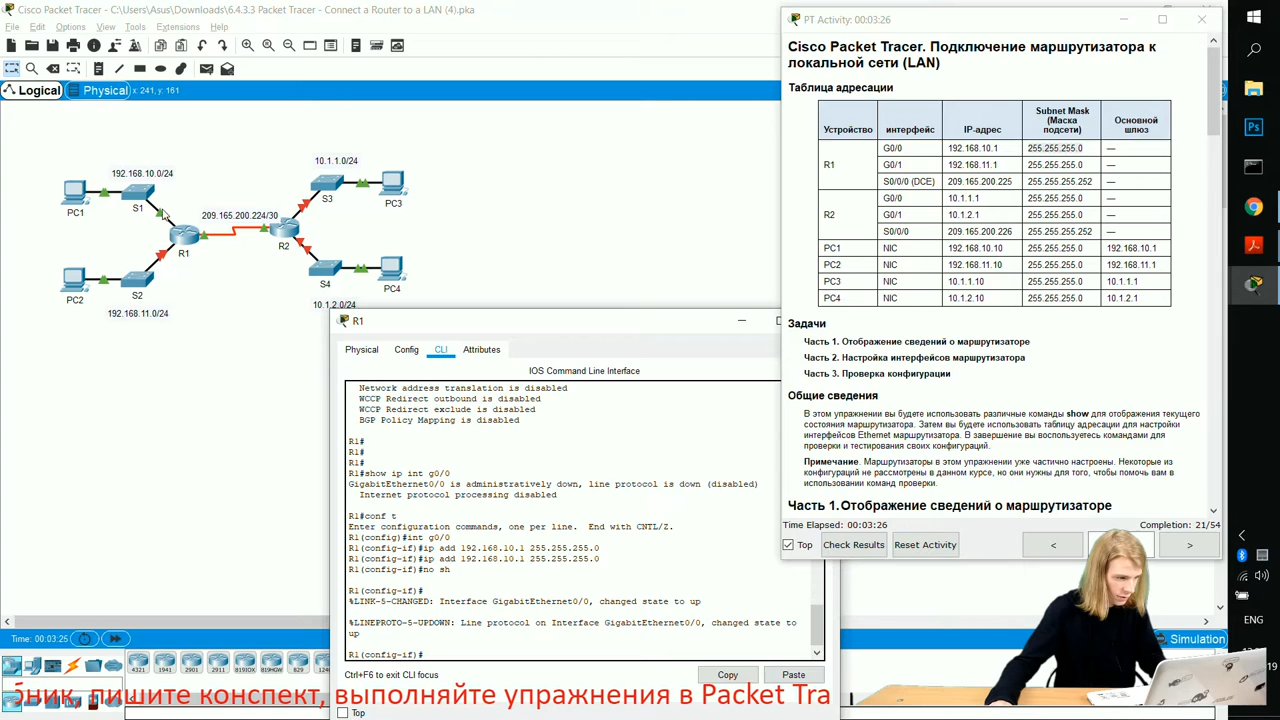 Cisco Packet Tracer - C:\Users\Asus\Downloads\6.4.3.3 Packet Tracer - Connect a Router to a LAN (4).pka
File Edit Options View Tools Extensions Help
Logical Physical x: 241, y: 161
192.168.10.0/24
PC1
S1
209.165.200.224/30
R1
R2
10.1.1.0/24
S3
PC3
PC2
S2
192.168.11.0/24
S4
PC4
10.1.2.0/24
PT Activity: 00:03:26
Cisco Packet Tracer. Подключение маршрутизатора к
локальной сети (LAN)
Таблица адресации
Устройство интерфейс IP-адрес Subnet Mask (Маска подсети) Основной шлюз
R1 G0/0 192.168.10.1 255.255.255.0 —
G0/1 192.168.11.1 255.255.255.0 —
S0/0/0 (DCE) 209.165.200.225 255.255.255.252 —
R2 G0/0 10.1.1.1 255.255.255.0 —
G0/1 10.1.2.1 255.255.255.0 —
S0/0/0 209.165.200.226 255.255.255.252 —
PC1 NIC 192.168.10.10 255.255.255.0 192.168.10.1
PC2 NIC 192.168.11.10 255.255.255.0 192.168.11.1
PC3 NIC 10.1.1.10 255.255.255.0 10.1.1.1
PC4 NIC 10.1.2.10 255.255.255.0 10.1.2.1
Задачи
Часть 1. Отображение сведений о маршрутизаторе
Часть 2. Настройка интерфейсов маршрутизатора
Часть 3. Проверка конфигурации
Общие сведения
В этом упражнении вы будете использовать различные команды show для отображения текущего
состояния маршрутизатора. Затем вы будете использовать таблицу адресации для настройки
интерфейсов Ethernet маршрутизатора. В завершение вы воспользуетесь командами для
проверки и тестирования своих конфигураций.
Примечание. Маршрутизаторы в этом упражнении уже частично настроены. Некоторые из
конфигураций не рассмотрены в данном курсе, но они нужны для того, чтобы помочь вам в
использовании команд проверки.
Часть 1.Отображение сведений о маршрутизаторе
Time Elapsed: 00:03:26 Completion: 21/54
Top Check Results Reset Activity < >
R1
Physical Config CLI Attributes
IOS Command Line Interface
Network address translation is disabled
WCCP Redirect outbound is disabled
WCCP Redirect exclude is disabled
BGP Policy Mapping is disabled
R1#
R1#
R1#
R1#show ip int g0/0
GigabitEthernet0/0 is administratively down, line protocol is down (disabled)
Internet protocol processing disabled
R1#conf t
Enter configuration commands, one per line. End with CNTL/Z.
R1(config)#int g0/0
R1(config-if)#ip add 192.168.10.1 255.255.255.0
R1(config-if)#ip add 192.168.10.1 255.255.255.0
R1(config-if)#no sh
R1(config-if)#
%LINK-5-CHANGED: Interface GigabitEthernet0/0, changed state to up
%LINEPROTO-5-UPDOWN: Line protocol on Interface GigabitEthernet0/0, changed state to
up
R1(config-if)#
Ctrl+F6 to exit CLI focus Copy Paste
Top
Time: 00:03:25
Simulation
4321 1941 2901 2911 819IOX 819HGW 829
ENG
бник, пишите конспект, выполняйте упражнения в Packet Tra